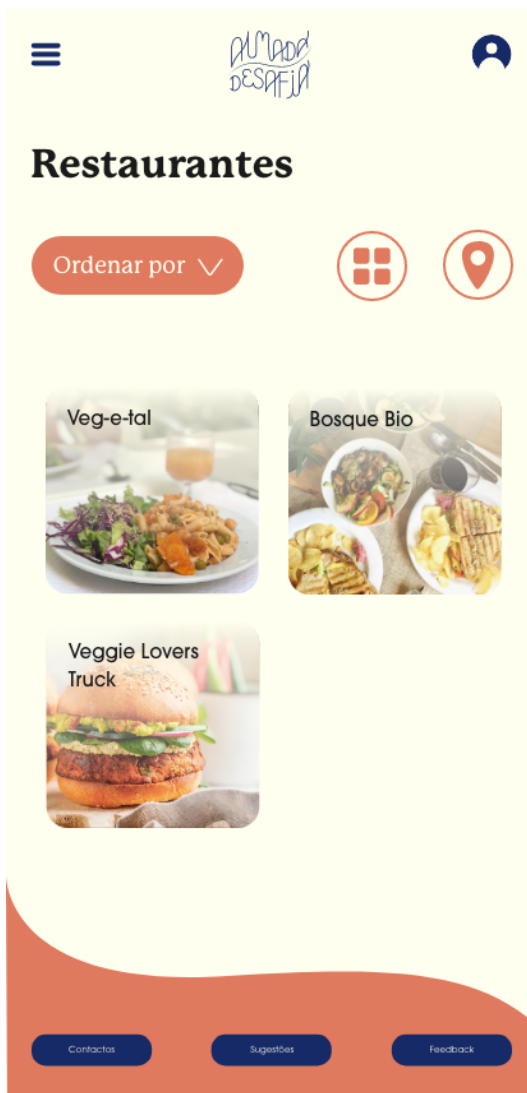 ALMADA
DESAFIA
Restaurantes
Ordenar por
Veg-e-tal
Bosque Bio
Veggie Lovers
Truck
Contactos
Sugestões
Feedback